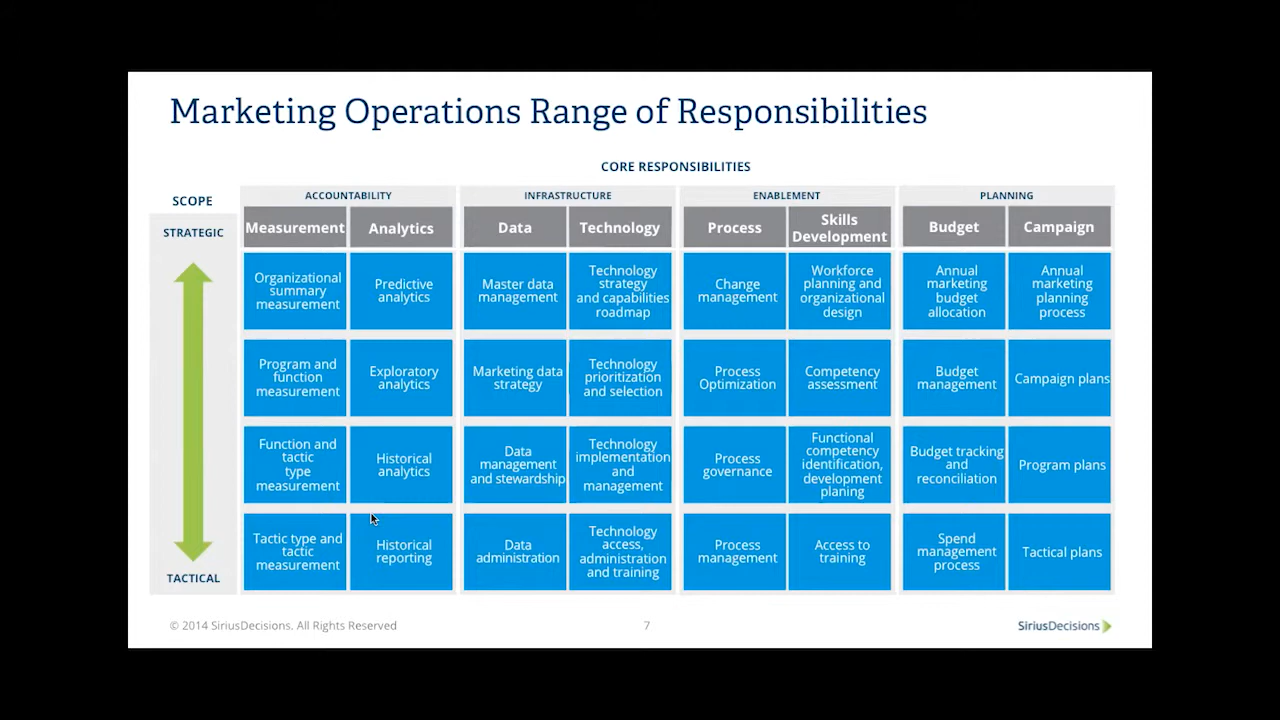 Marketing Operations Range of Responsibilities
CORE RESPONSIBILITIES
SCOPE
STRATEGIC
TACTICAL
ACCOUNTABILITY
INFRASTRUCTURE
ENABLEMENT
PLANNING
Measurement
Analytics
Data
Technology
Process
Skills
Development
Budget
Campaign
Organizational
summary
measurement
Predictive
analytics
Master data
management
Technology
strategy
and capabilities
roadmap
Change
management
Workforce
planning and
organizational
design
Annual
marketing
budget
allocation
Annual
marketing
planning
process
Program and
function
measurement
Exploratory
analytics
Marketing data
strategy
Technology
prioritization
and selection
Process
Optimization
Competency
assessment
Budget
management
Campaign plans
Function and
tactic
type
measurement
Historical
analytics
Data
management
and stewardship
Technology
implementation
and
management
Process
governance
Functional
competency
identification,
development
planing
Budget tracking
and
reconciliation
Program plans
Tactic type and
tactic
measurement
Historical
reporting
Data
administration
Technology
access,
administration
and training
Process
management
Access to
training
Spend
management
process
Tactical plans
© 2014 SiriusDecisions. All Rights Reserved
7
SiriusDecisions